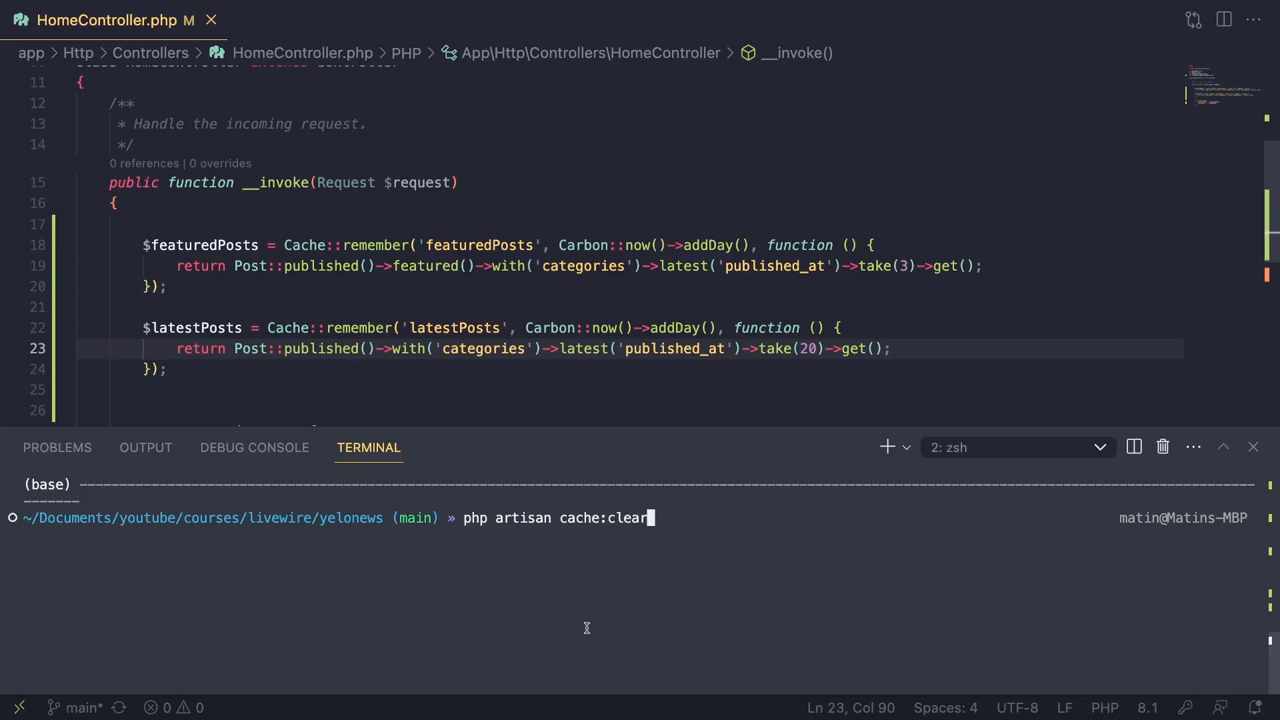 HomeController.php M
app > Http > Controllers > HomeController.php > PHP > App\Http\Controllers\HomeController > __invoke()
11 {
12 /**
13 * Handle the incoming request.
14 */
0 references | 0 overrides
15 public function __invoke(Request $request)
16 {
17
18 $featuredPosts = Cache::remember('featuredPosts', Carbon::now()->addDay(), function () {
19 return Post::published()->featured()->with('categories')->latest('published_at')->take(3)->get();
20 });
21
22 $latestPosts = Cache::remember('latestPosts', Carbon::now()->addDay(), function () {
23 return Post::published()->with('categories')->latest('published_at')->take(20)->get();
24 });
25
26
PROBLEMS OUTPUT DEBUG CONSOLE TERMINAL 2: zsh
(base)
~/Documents/youtube/courses/livewire/yelonews (main) » php artisan cache:clear matin@Matins-MBP
main* 0 0 Ln 23, Col 90 Spaces: 4 UTF-8 LF PHP 8.1